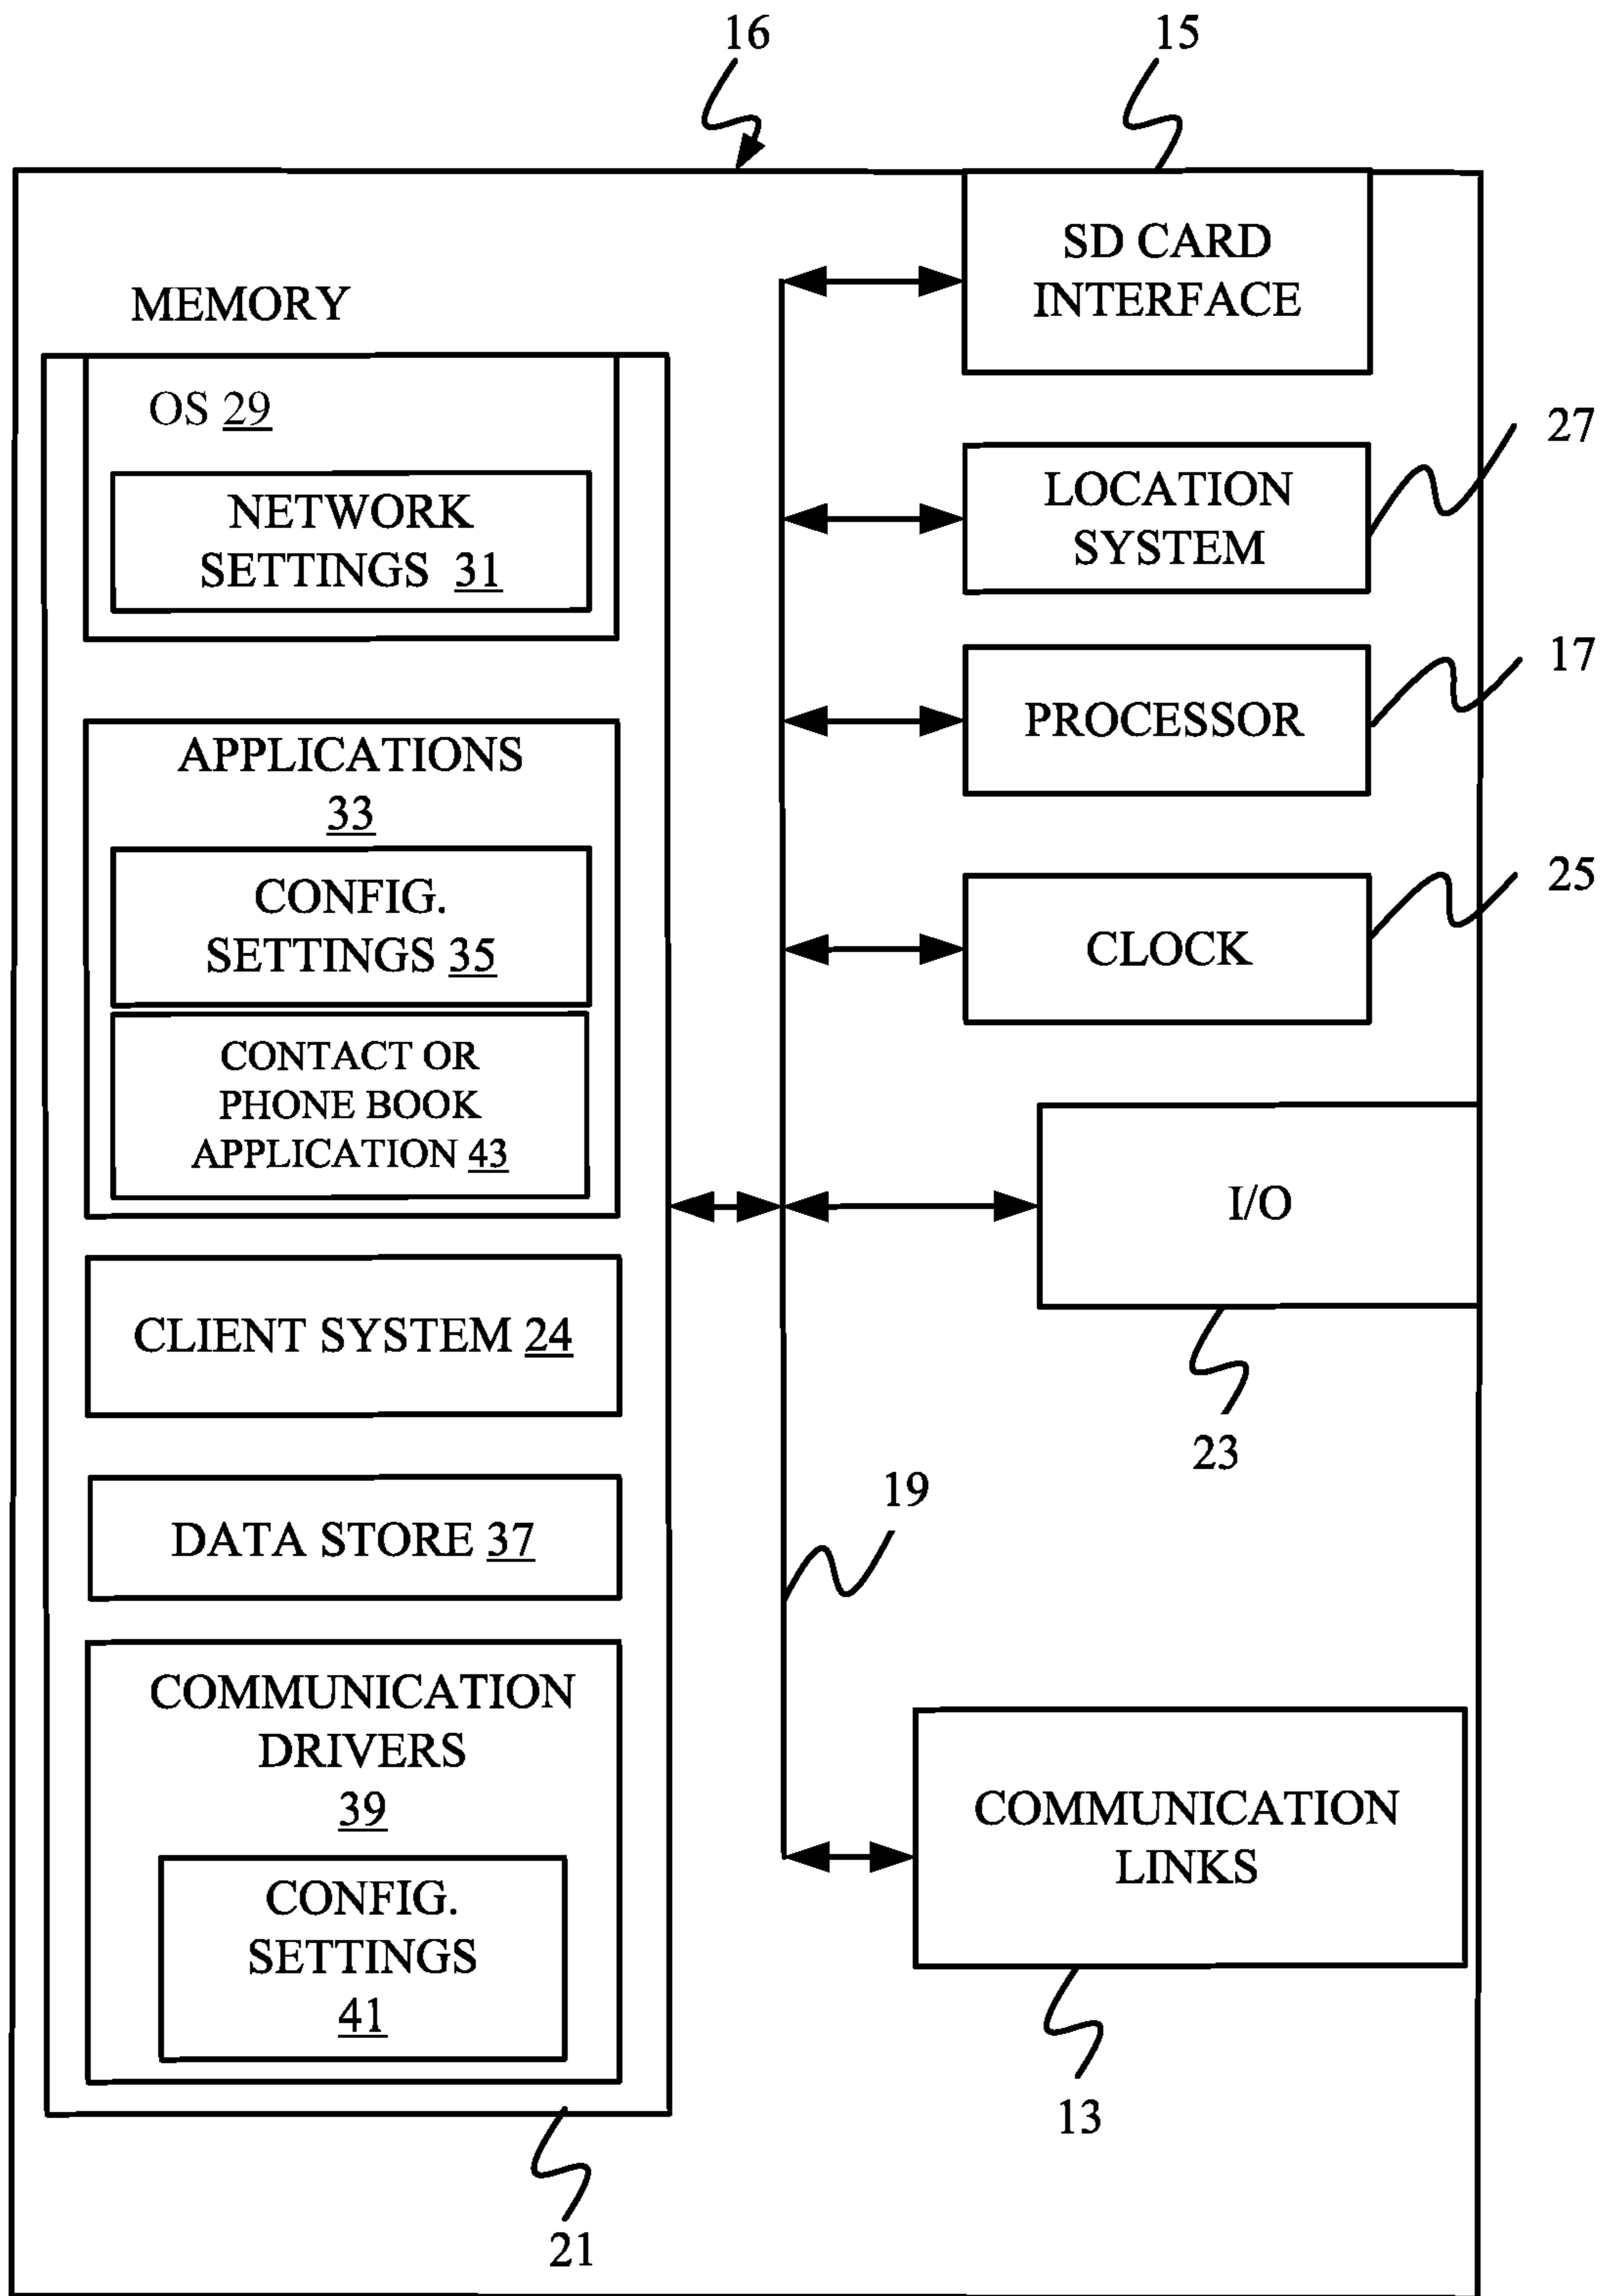 16
15
SD CARD
INTERFACE
MEMORY
OS 29
NETWORK
SETTINGS 31
27
LOCATION
SYSTEM
17
PROCESSOR
APPLICATIONS
33
CONFIG.
SETTINGS 35
25
CLOCK
CONTACT OR
PHONE BOOK
APPLICATION 43
I/O
23
CLIENT SYSTEM 24
19
DATA STORE 37
COMMUNICATION
DRIVERS
39
CONFIG.
SETTINGS
41
COMMUNICATION
LINKS
13
21